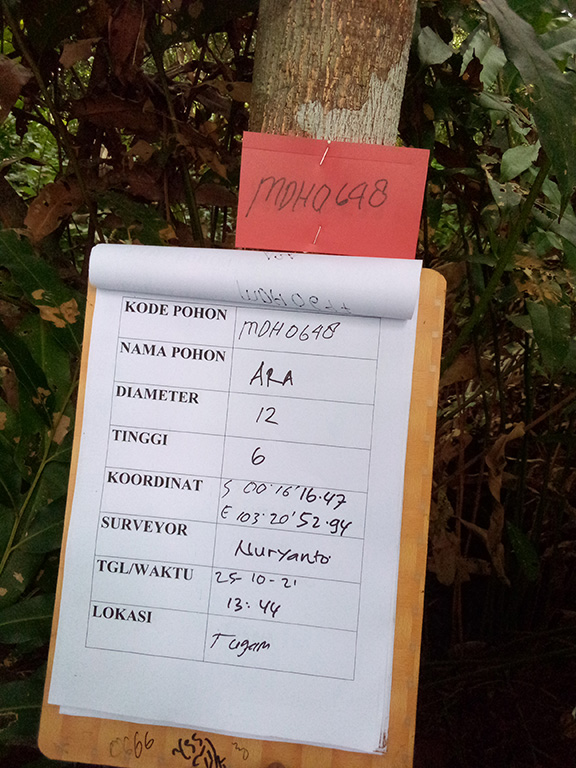 MDH0648
KODE POHON MDH0648
NAMA POHON ARA
DIAMETER 12
TINGGI 6
KOORDINAT S 00°16'16.47
E 103°20'52.94
SURVEYOR Nuryanto
TGL/WAKTU 25-10-21
13:44
LOKASI Tugam